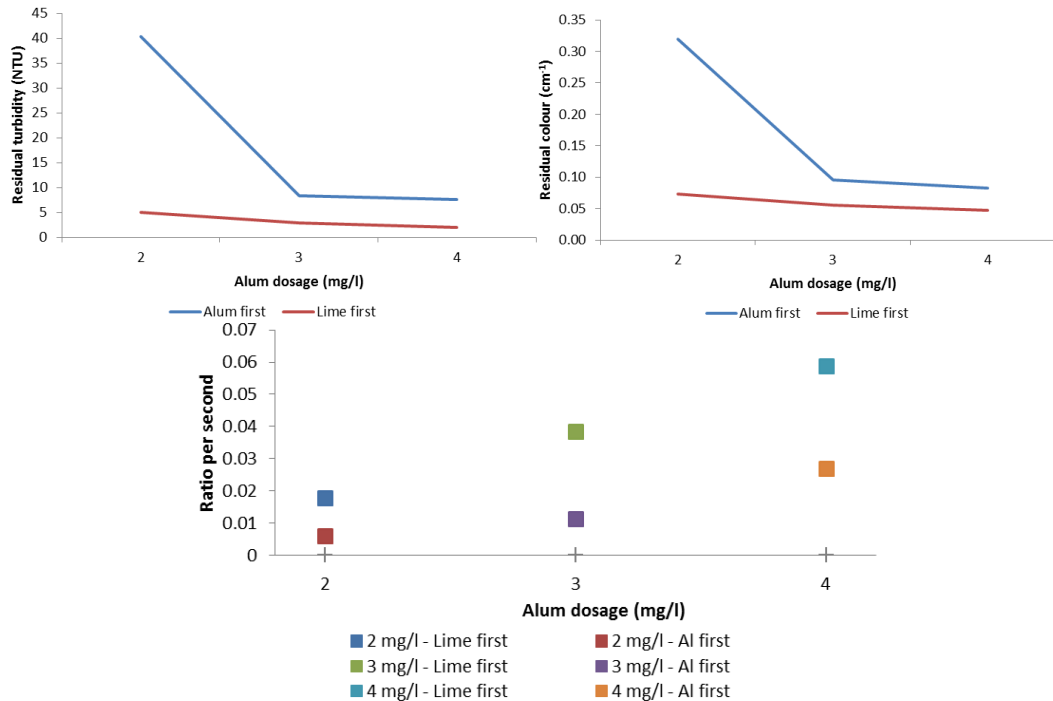 Residual turbidity (NTU)
45
40
35
30
25
20
15
10
5
0
2 3 4
Alum dosage (mg/l)
Alum first Lime first
Residual colour (cm⁻¹)
0.35
0.30
0.25
0.20
0.15
0.10
0.05
0.00
2 3 4
Alum dosage (mg/l)
Alum first Lime first
Ratio per second
0.07
0.06
0.05
0.04
0.03
0.02
0.01
0
2 3 4
Alum dosage (mg/l)
2 mg/l - Lime first 2 mg/l - Al first
3 mg/l - Lime first 3 mg/l - Al first
4 mg/l - Lime first 4 mg/l - Al first